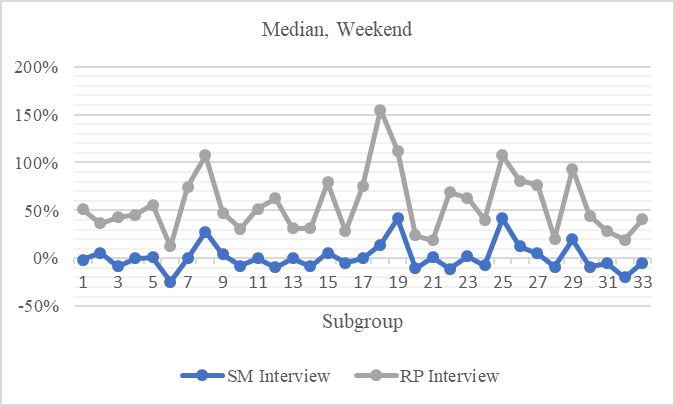 Median, Weekend
200%
150%
100%
50%
0%
-50%
1 3 5 7 9 11 13 15 17 19 21 23 25 27 29 31 33
Subgroup
SM Interview RP Interview